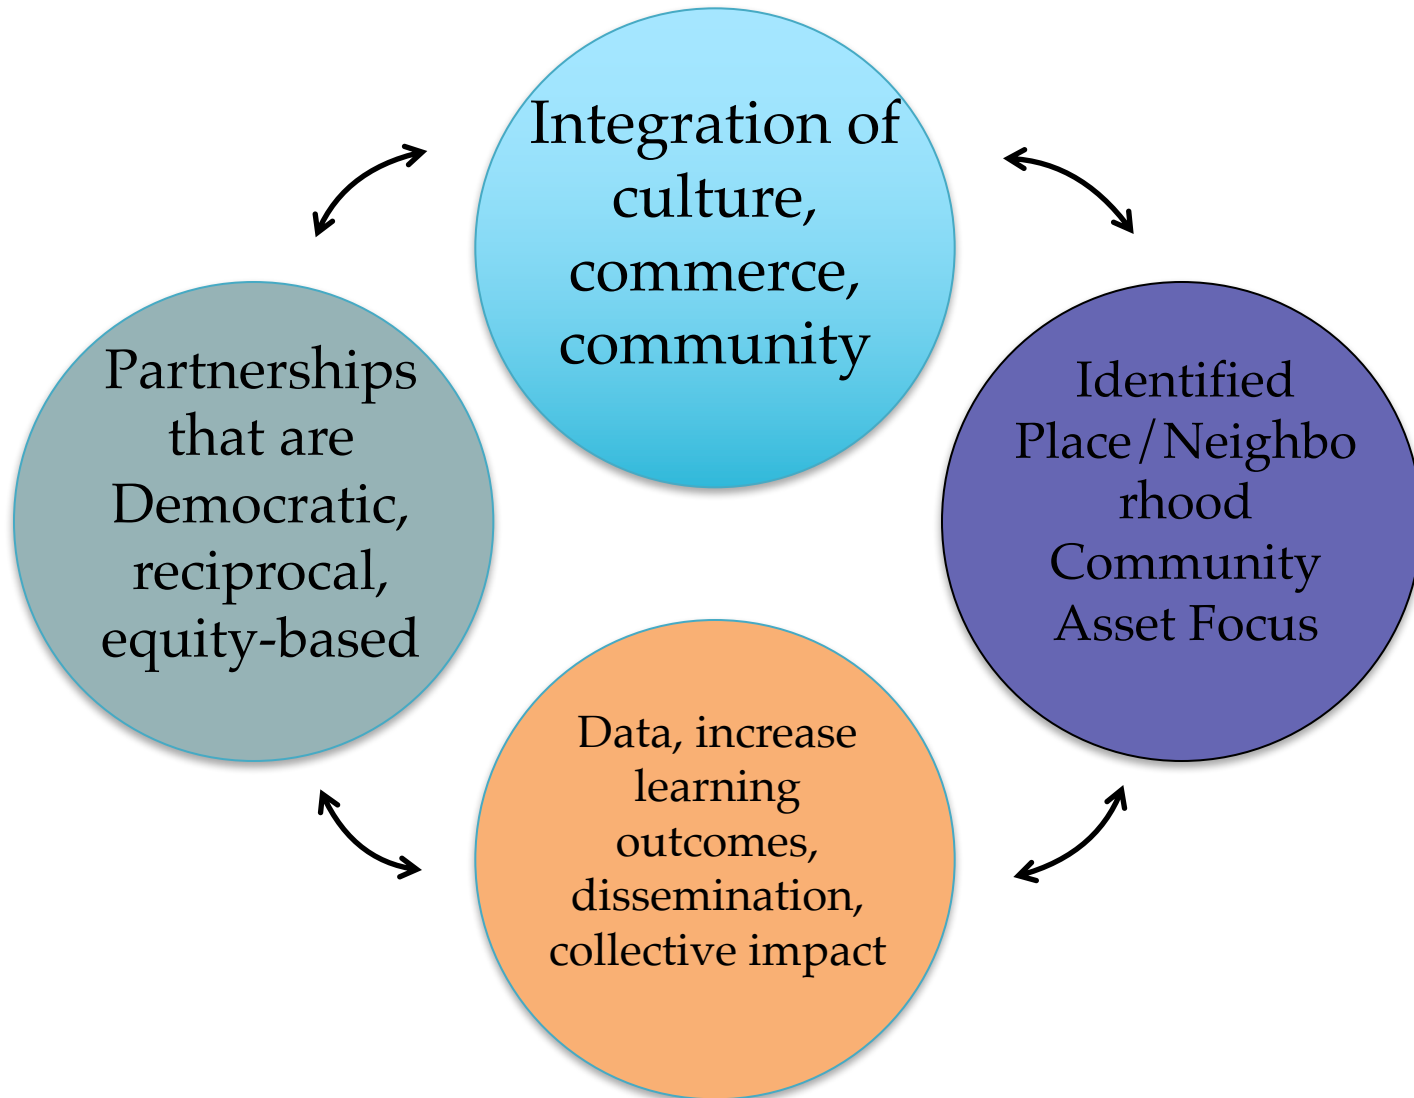 Integration of
culture,
commerce,
community
Partnerships
that are
Democratic,
reciprocal,
equity-based
Identified
Place/Neighbo
rhood
Community
Asset Focus
Data, increase
learning
outcomes,
dissemination,
collective impact